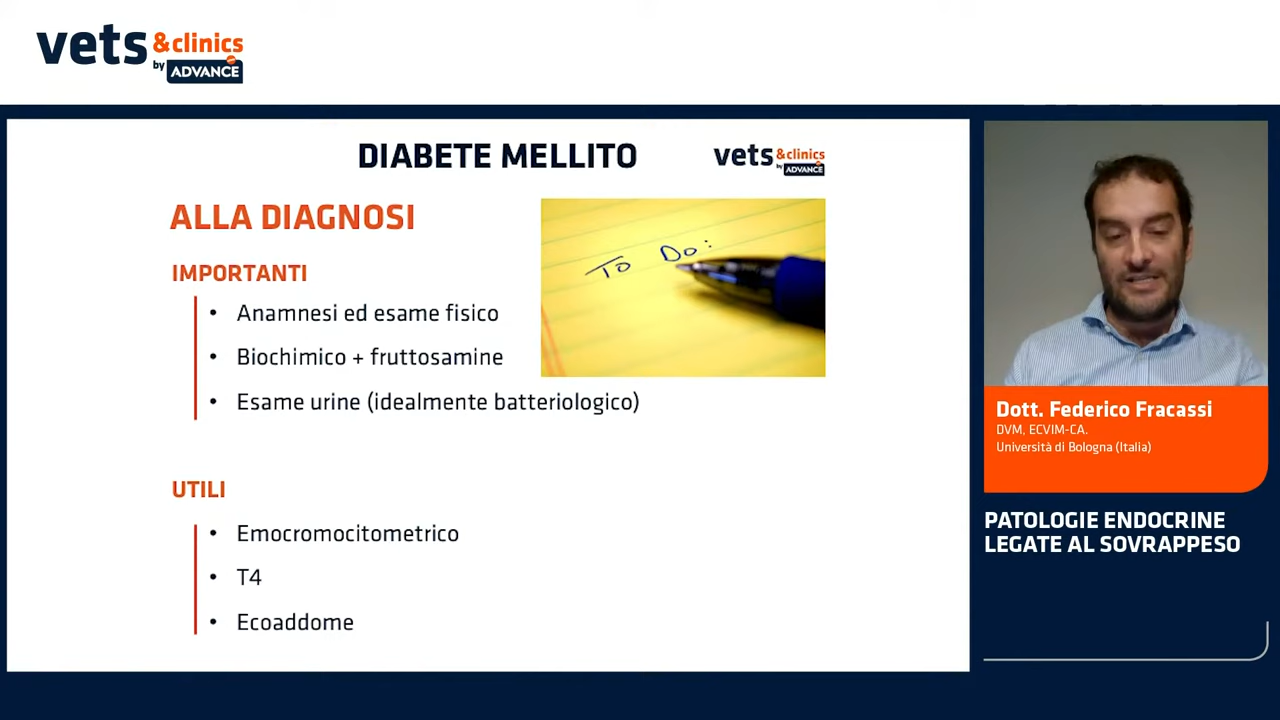 vets &clinics
by ADVANCE
DIABETE MELLITO
vets &clinics
by ADVANCE
ALLA DIAGNOSI
To Do:
IMPORTANTI
• Anamnesi ed esame fisico
• Biochimico + fruttosamine
• Esame urine (idealmente batteriologico)
UTILI
• Emocromocitometrico
• T4
• Ecoaddome
Dott. Federico Fracassi
DVM, ECVIM-CA.
Università di Bologna (Italia)
PATOLOGIE ENDOCRINE
LEGATE AL SOVRAPPESO